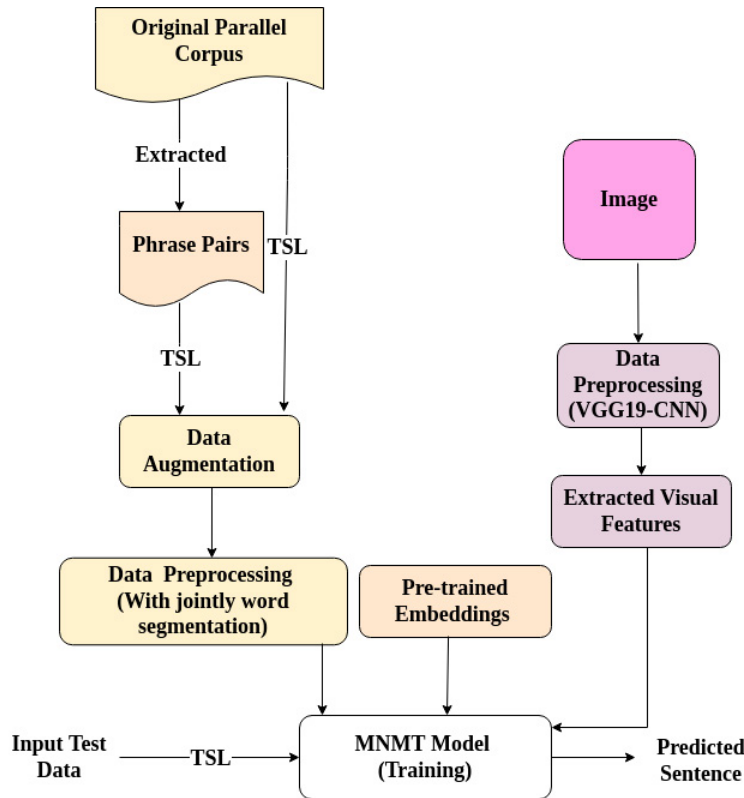 Original Parallel
Corpus
Extracted
Phrase Pairs
TSL
TSL
Data
Augmentation
Data Preprocessing
(With jointly word
segmentation)
Pre-trained
Embeddings
Image
Data
Preprocessing
(VGG19-CNN)
Extracted Visual
Features
Input Test
Data
TSL
MNMT Model
(Training)
Predicted
Sentence